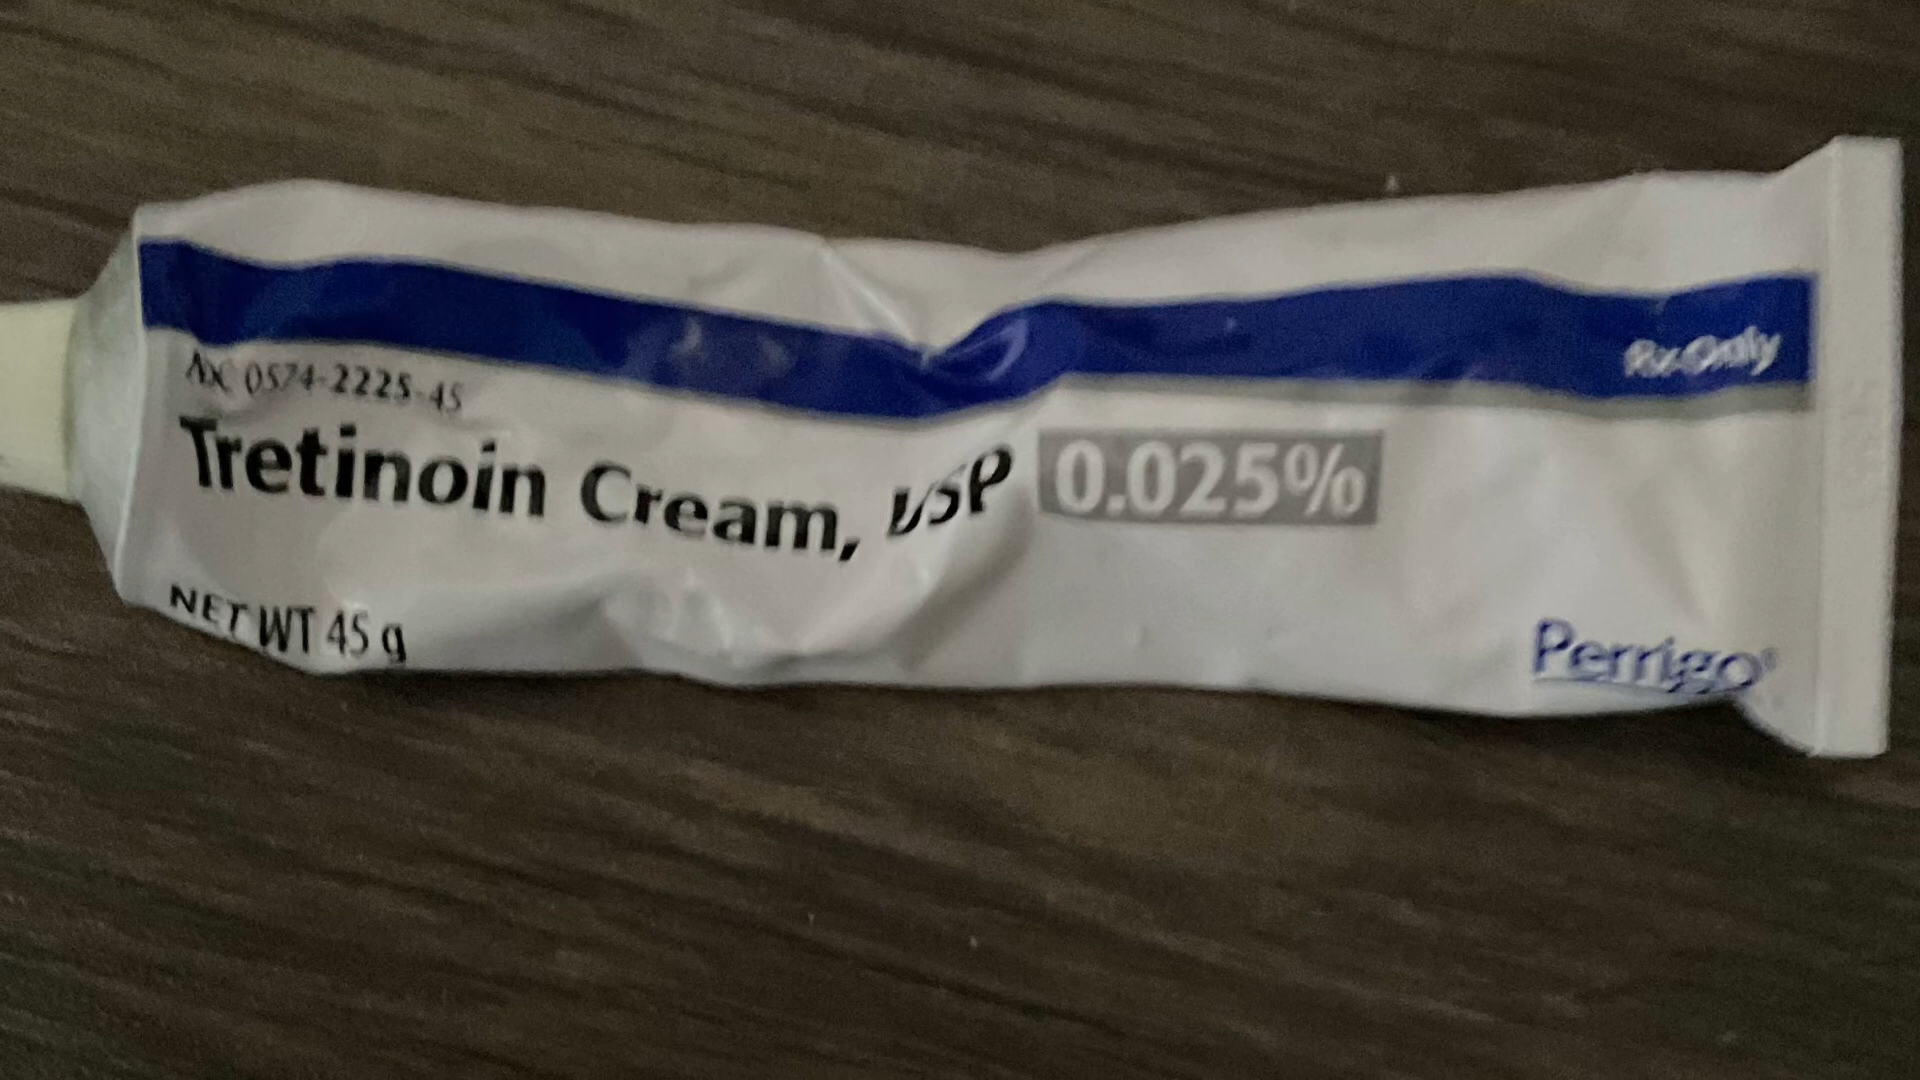 Rx Only
NDC 0574-2225-45
Tretinoin Cream, USP 0.025%
NET WT 45 g
Perrigo®